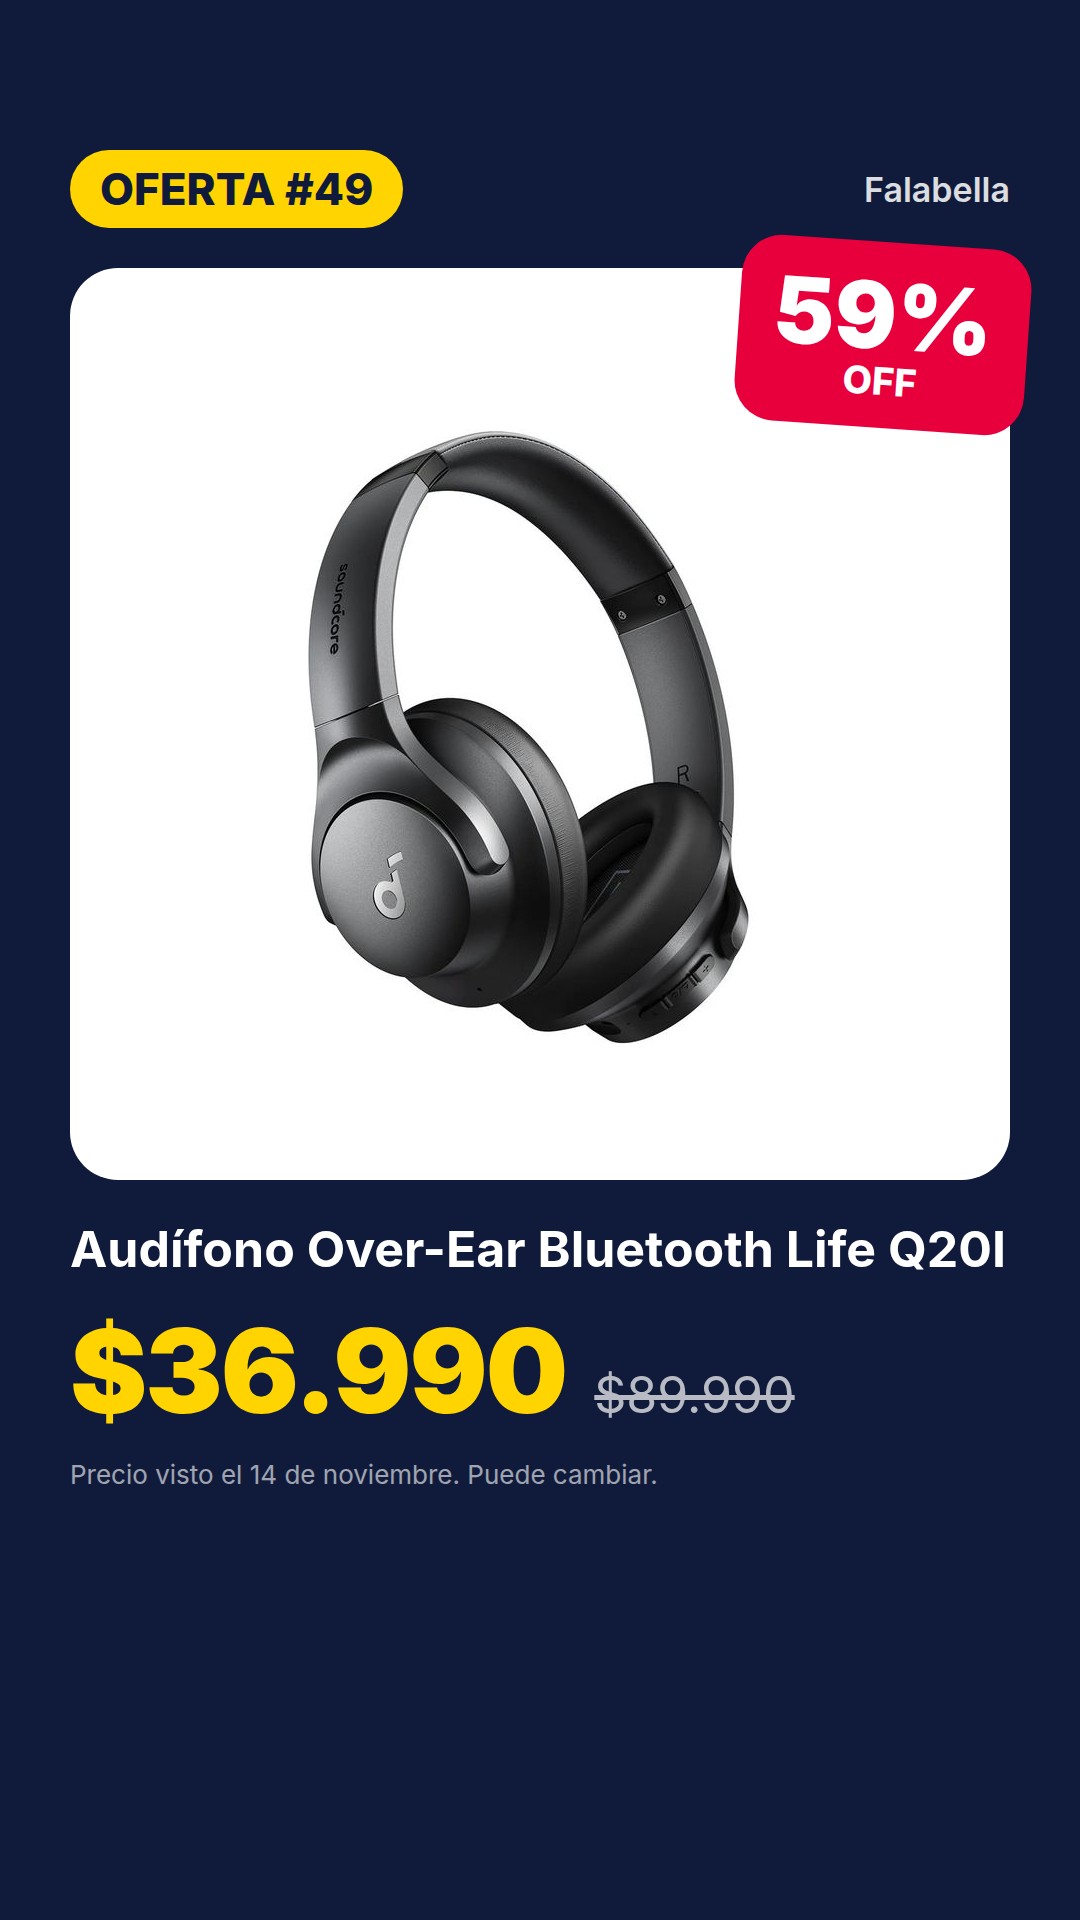 OFERTA #49
Falabella
59%
OFF
soundcore
R
Audífono Over-Ear Bluetooth Life Q20I
$36.990 $89.990
Precio visto el 14 de noviembre. Puede cambiar.